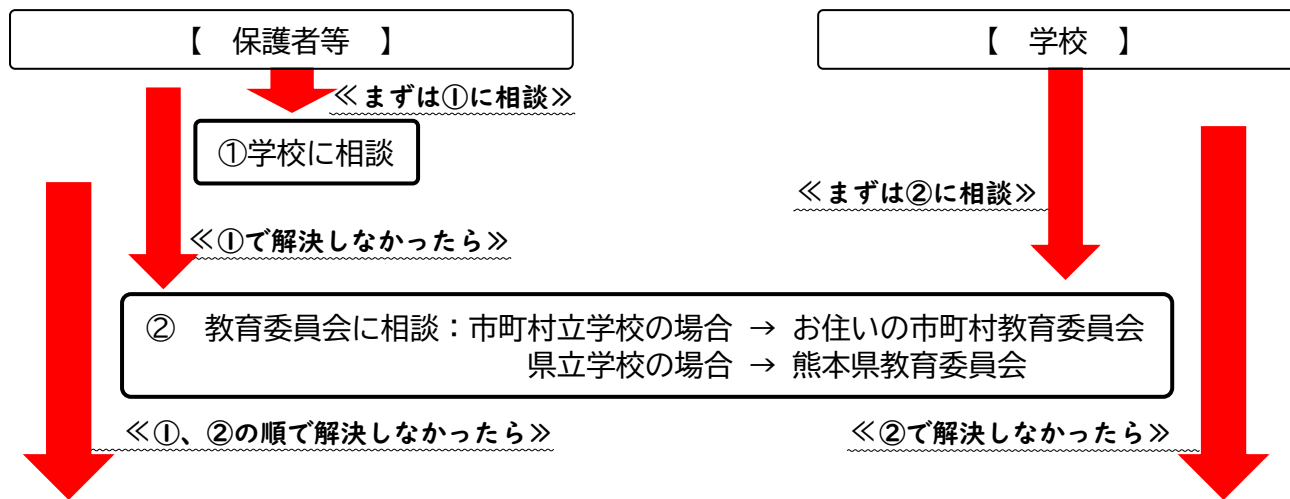 【　保護者等　】
【　学校　】
≪まずは①に相談≫
①学校に相談
≪まずは②に相談≫
≪①で解決しなかったら≫
②　教育委員会に相談：市町村立学校の場合 → お住いの市町村教育委員会
県立学校の場合 → 熊本県教育委員会
≪①、②の順で解決しなかったら≫
≪②で解決しなかったら≫